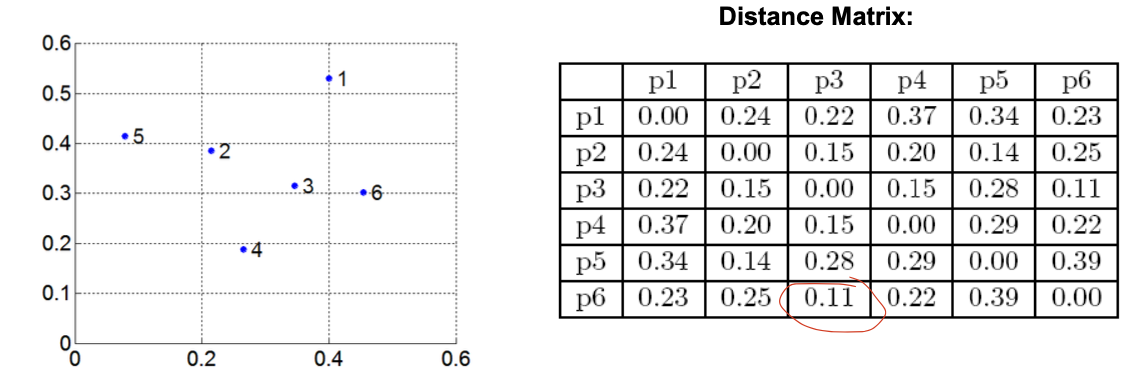 Distance Matrix:
0.6
0.5
0.4
0.3
0.2
0.1
0
0 0.2 0.4 0.6
1
5
2
3
6
4
p1 p2 p3 p4 p5 p6
p1 0.00 0.24 0.22 0.37 0.34 0.23
p2 0.24 0.00 0.15 0.20 0.14 0.25
p3 0.22 0.15 0.00 0.15 0.28 0.11
p4 0.37 0.20 0.15 0.00 0.29 0.22
p5 0.34 0.14 0.28 0.29 0.00 0.39
p6 0.23 0.25 0.11 0.22 0.39 0.00